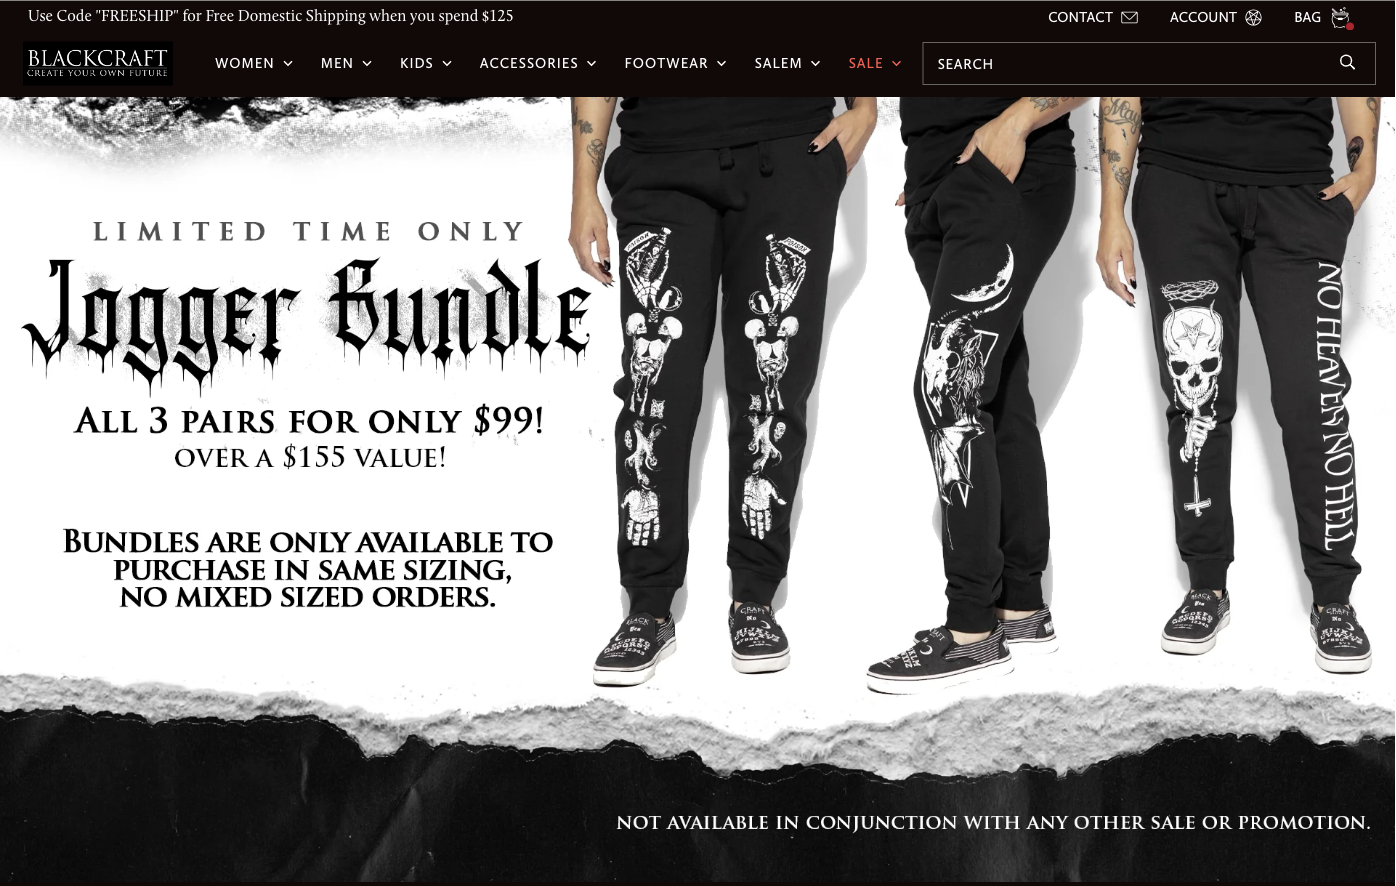 Use Code "FREESHIP" for Free Domestic Shipping when you spend $125
CONTACT
ACCOUNT
BAG
BLACKCRAFT
CREATE YOUR OWN FUTURE
WOMEN
MEN
KIDS
ACCESSORIES
FOOTWEAR
SALEM
SALE
SEARCH
LIMITED TIME ONLY
Jogger Bundle
ALL 3 PAIRS FOR ONLY $99!
OVER A $155 VALUE!
BUNDLES ARE ONLY AVAILABLE TO
PURCHASE IN SAME SIZING,
NO MIXED SIZED ORDERS.
NO HEAVEN NO HELL
BLACK
CRAFT
No
NOT AVAILABLE IN CONJUNCTION WITH ANY OTHER SALE OR PROMOTION.